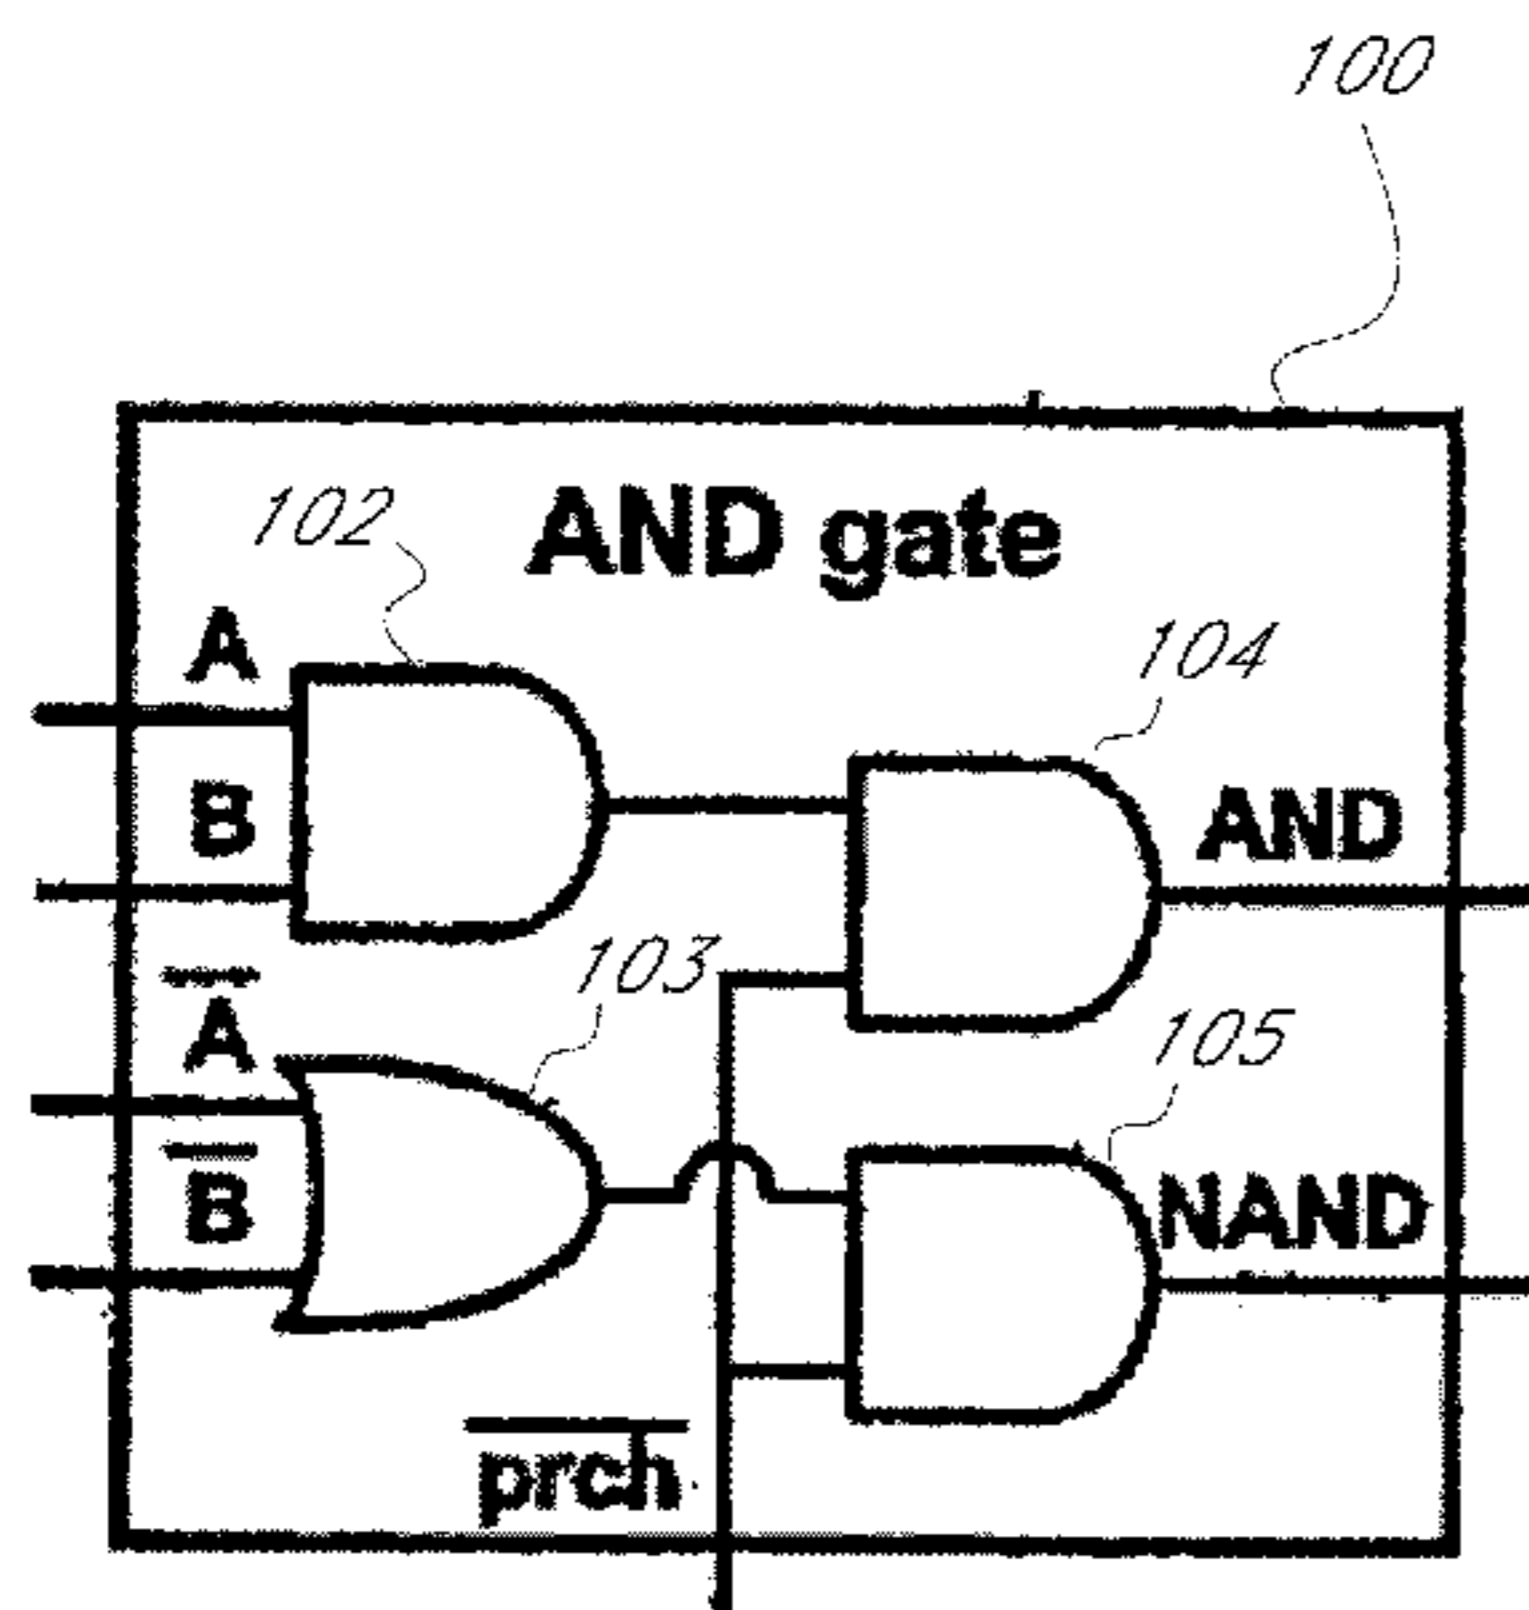 100
102
AND gate
A
104
B
AND
103
A̅
105
B̅
NAND
p̅r̅c̅h̅